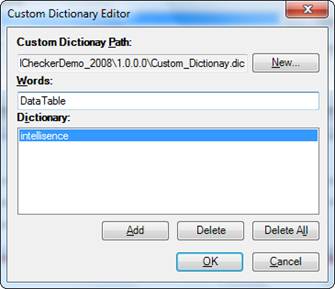 Custom Dictionary Editor
Custom Dictionay Path:
lCheckerDemo_2008\1.0.0.0\Custom_Dictionay.dic
New...
Words:
DataTable
Dictionary:
intellisence
Add
Delete
Delete All
OK
Cancel